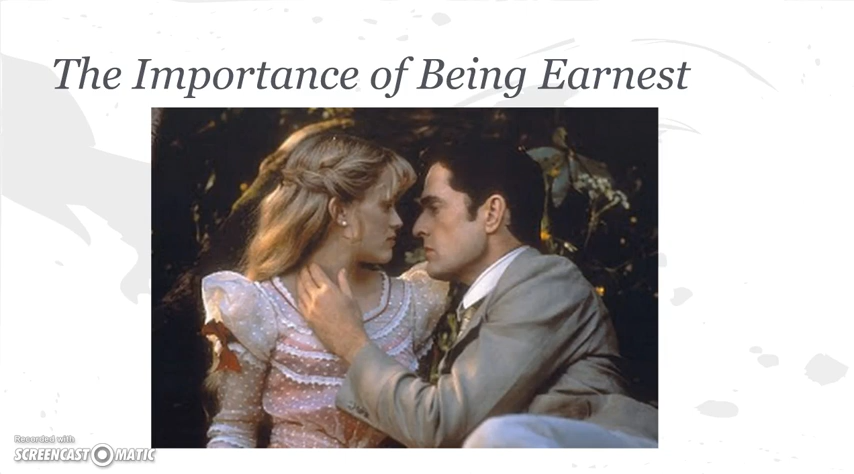 The Importance of Being Earnest
Recorded with
SCREENCAST MATIC